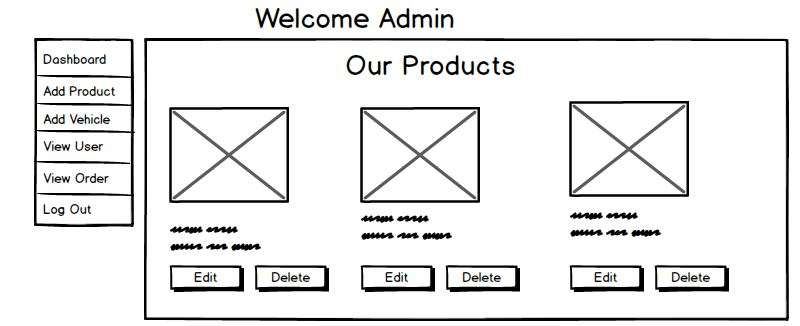 Welcome Admin
Dashboard
Add Product
Add Vehicle
View User
View Order
Log Out
Our Products
Edit
Delete
Edit
Delete
Edit
Delete